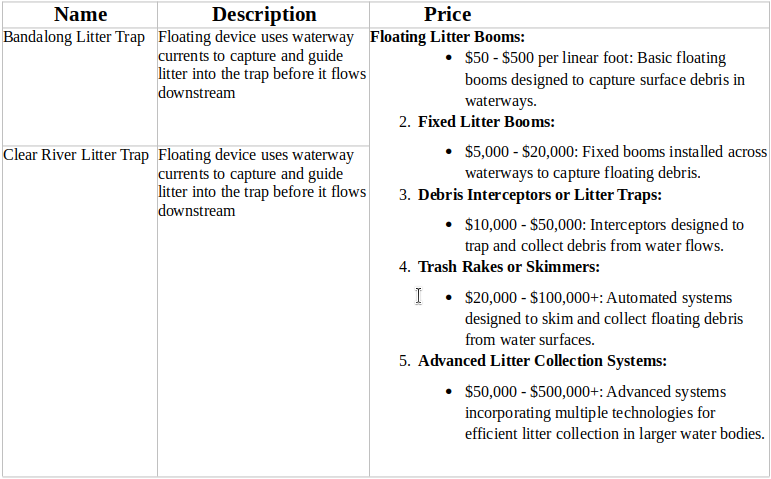 Name Description Price
Bandalong Litter Trap
Floating device uses waterway
currents to capture and guide
litter into the trap before it flows
downstream
Clear River Litter Trap
Floating device uses waterway
currents to capture and guide
litter into the trap before it flows
downstream
Floating Litter Booms:
• $50 - $500 per linear foot: Basic floating
booms designed to capture surface debris in
waterways.
2. Fixed Litter Booms:
• $5,000 - $20,000: Fixed booms installed across
waterways to capture floating debris.
3. Debris Interceptors or Litter Traps:
• $10,000 - $50,000: Interceptors designed to
trap and collect debris from water flows.
4. Trash Rakes or Skimmers:
• $20,000 - $100,000+: Automated systems
designed to skim and collect floating debris
from water surfaces.
5. Advanced Litter Collection Systems:
• $50,000 - $500,000+: Advanced systems
incorporating multiple technologies for
efficient litter collection in larger water bodies.